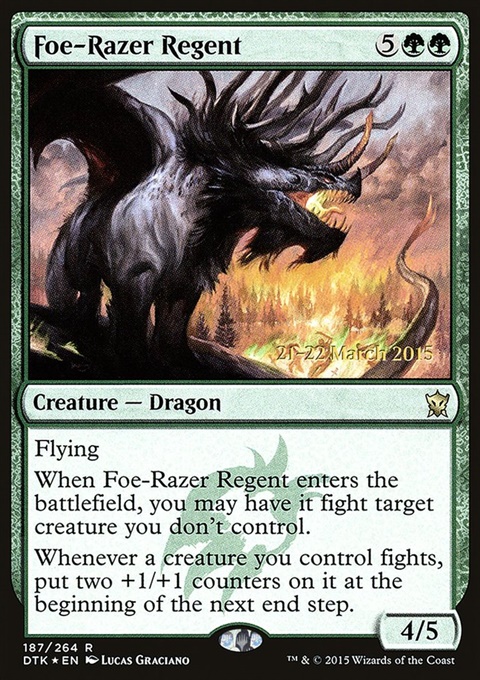 Foe-Razer Regent 5
21-22 March 2015
Creature — Dragon
Flying
When Foe-Razer Regent enters the
battlefield, you may have it fight target
creature you don't control.
Whenever a creature you control fights,
put two +1/+1 counters on it at the
beginning of the next end step.
4/5
187/264 R
DTK ★ EN Lucas Graciano
™ & © 2015 Wizards of the Coast